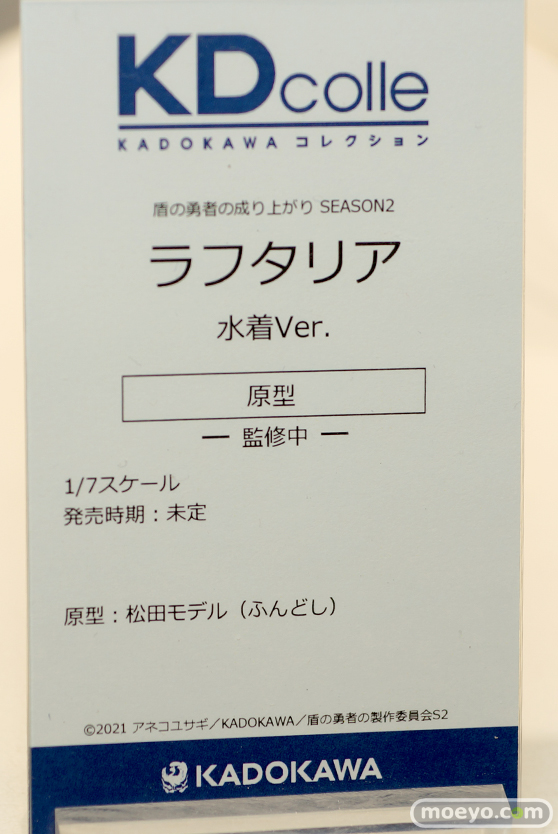 KDcolle
KADOKAWA コレクション
盾の勇者の成り上がり SEASON2
ラフタリア
水着Ver.
原型
― 監修中 ―
1/7スケール
発売時期：未定
原型：松田モデル（ふんどし）
©2021 アネコユサギ／KADOKAWA／盾の勇者の製作委員会S2
KADOKAWA
moeyo.com